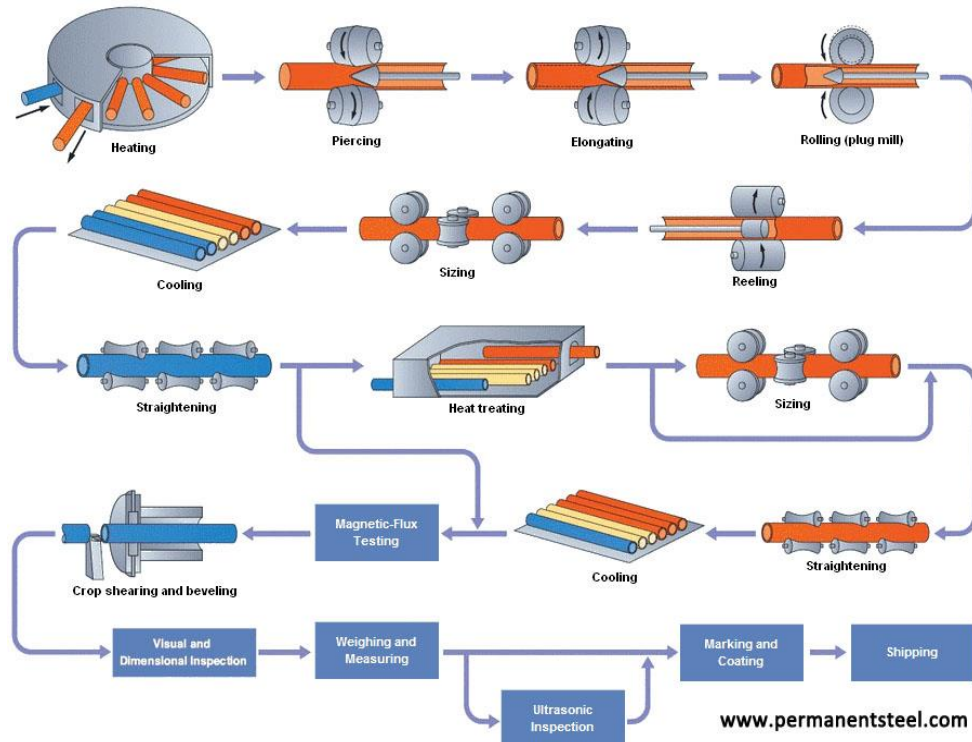 Heating
Piercing
Elongating
Rolling (plug mill)
Cooling
Sizing
Reeling
Straightening
Heat treating
Sizing
Crop shearing and beveling
Magnetic-Flux
Testing
Cooling
Straightening
Visual and
Dimensional Inspection
Weighing and
Measuring
Ultrasonic
Inspection
Marking and
Coating
Shipping
www.permanentsteel.com